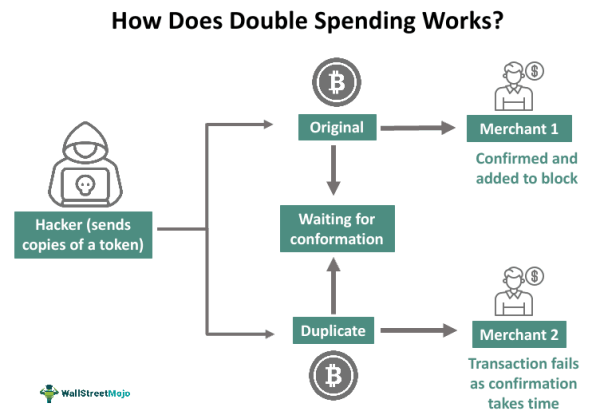 How Does Double Spending Works?
Original
Merchant 1
Confirmed and
added to block
Hacker (sends
copies of a token)
Waiting for
conformation
Duplicate
Merchant 2
Transaction fails
as confirmation
takes time
WallStreetMojo